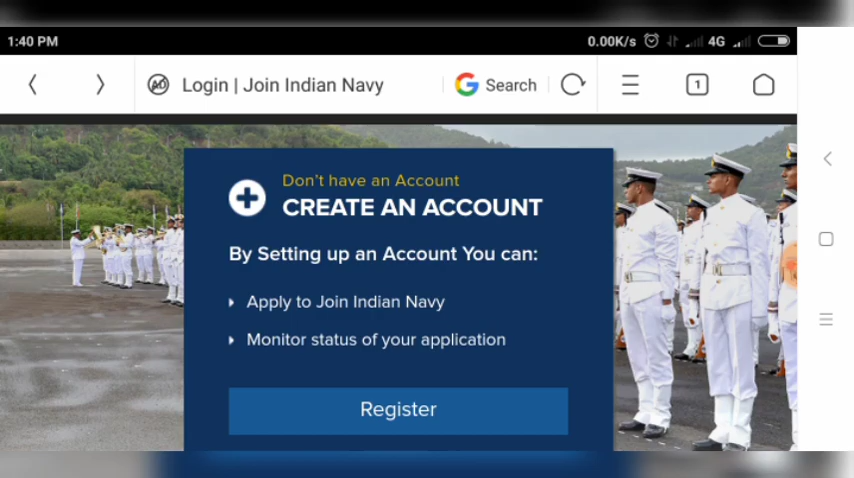 1:40 PM
0.00K/s 4G
AD
Login | Join Indian Navy
G Search
1
Don't have an Account
CREATE AN ACCOUNT
By Setting up an Account You can:
Apply to Join Indian Navy
Monitor status of your application
Register